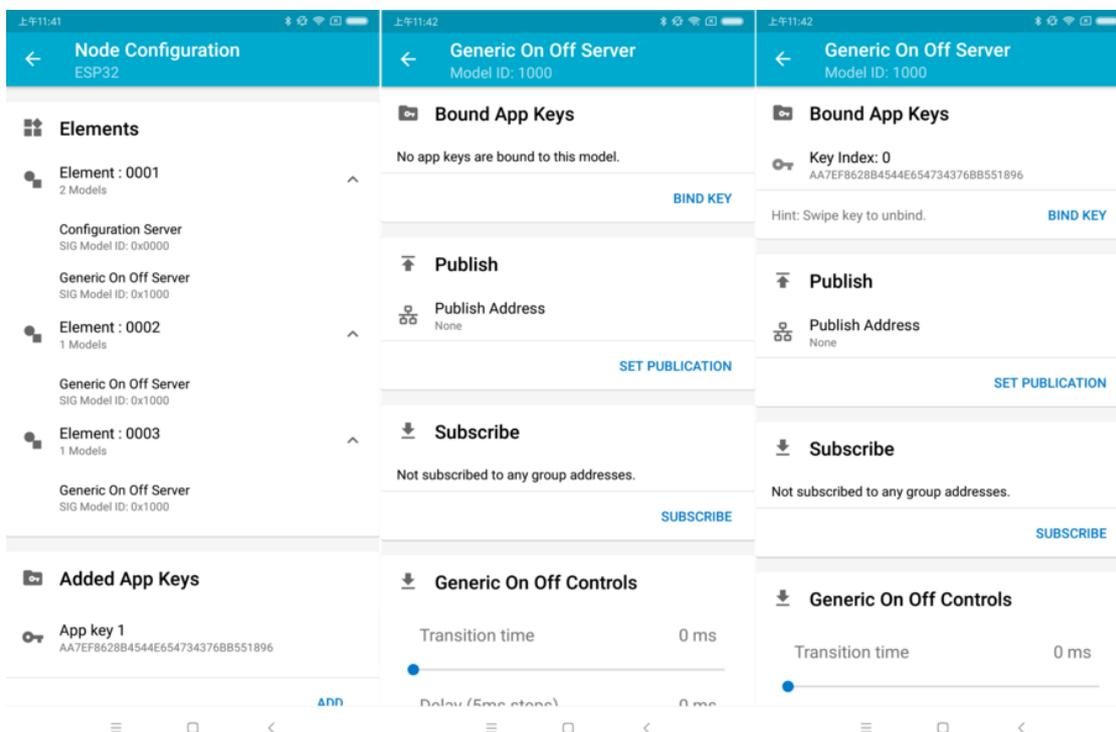 上午11:41
Node Configuration
ESP32
Elements
Element : 0001
2 Models
Configuration Server
SIG Model ID: 0x0000
Generic On Off Server
SIG Model ID: 0x1000
Element : 0002
1 Models
Generic On Off Server
SIG Model ID: 0x1000
Element : 0003
1 Models
Generic On Off Server
SIG Model ID: 0x1000
Added App Keys
App key 1
AA7EF8628B4544E654734376BB551896
ADD
上午11:42
Generic On Off Server
Model ID: 1000
Bound App Keys
No app keys are bound to this model.
BIND KEY
Publish
Publish Address
None
SET PUBLICATION
Subscribe
Not subscribed to any group addresses.
SUBSCRIBE
Generic On Off Controls
Transition time 0 ms
Delay (5ms steps) 0 ms
上午11:42
Generic On Off Server
Model ID: 1000
Bound App Keys
Key Index: 0
AA7EF8628B4544E654734376BB551896
Hint: Swipe key to unbind. BIND KEY
Publish
Publish Address
None
SET PUBLICATION
Subscribe
Not subscribed to any group addresses.
SUBSCRIBE
Generic On Off Controls
Transition time 0 ms